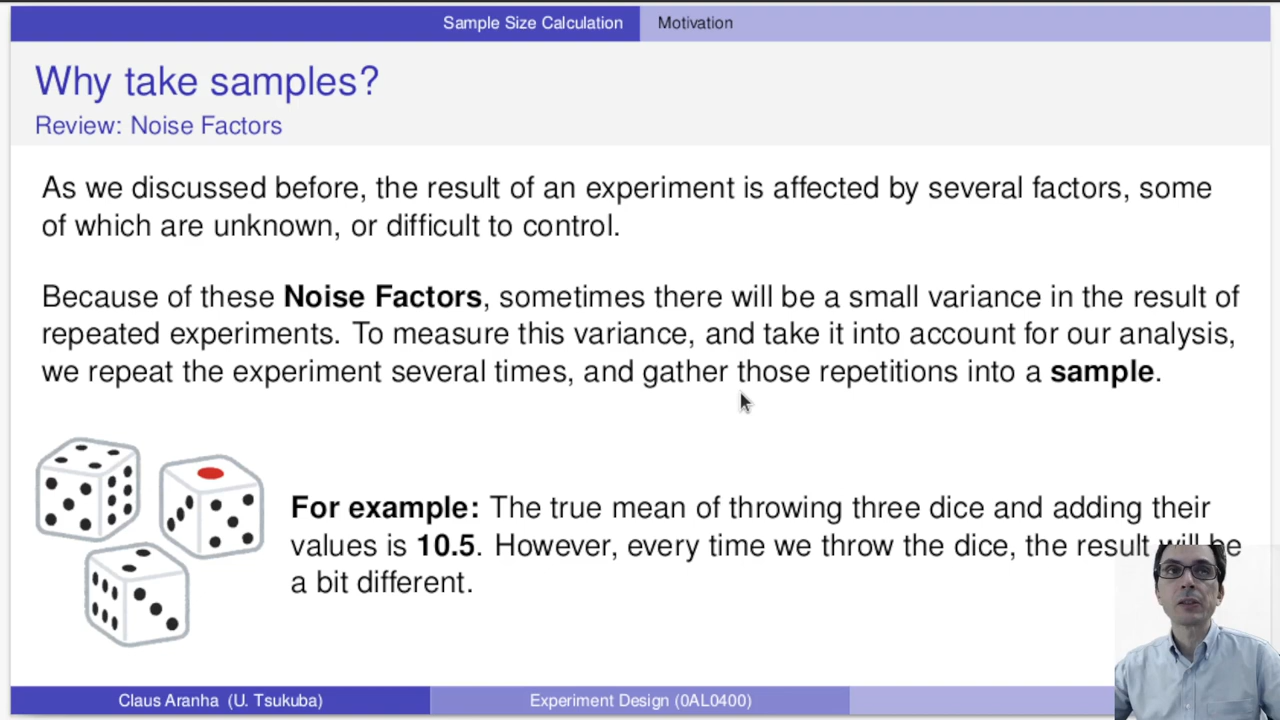 Sample Size Calculation Motivation
Why take samples?
Review: Noise Factors
As we discussed before, the result of an experiment is affected by several factors, some
of which are unknown, or difficult to control.
Because of these Noise Factors, sometimes there will be a small variance in the result of
repeated experiments. To measure this variance, and take it into account for our analysis,
we repeat the experiment several times, and gather those repetitions into a sample.
For example: The true mean of throwing three dice and adding their
values is 10.5. However, every time we throw the dice, the result will be
a bit different.
Claus Aranha (U. Tsukuba) Experiment Design (0AL0400)